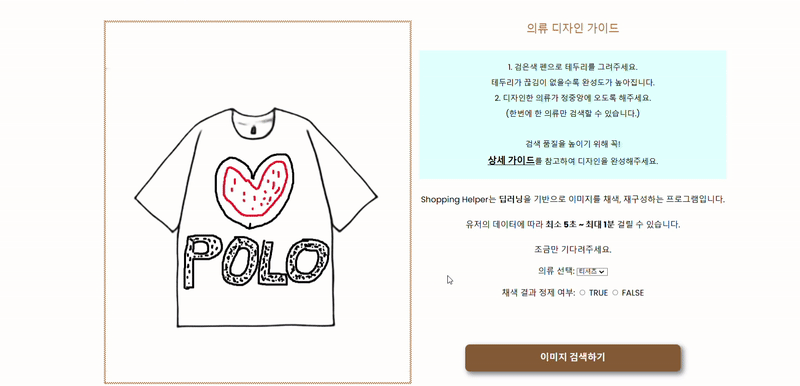 의류 디자인 가이드
1. 검은색 펜으로 테두리를 그려주세요.
테두리가 끊김이 없을수록 완성도가 높아집니다.
2. 디자인한 의류가 정중앙에 오도록 해주세요.
(한번에 한 의류만 검색할 수 있습니다.)
검색 품질을 높이기 위해 꼭!
상세 가이드를 참고하여 디자인을 완성해주세요.
Shopping Helper는 딥러닝을 기반으로 이미지를 채색, 재구성하는 프로그램입니다.
유저의 데이터에 따라 최소 5초 ~ 최대 1분 걸릴 수 있습니다.
조금만 기다려주세요.
의류 선택: 티셔츠
채색 결과 정제 여부: TRUE FALSE
이미지 검색하기
POLO